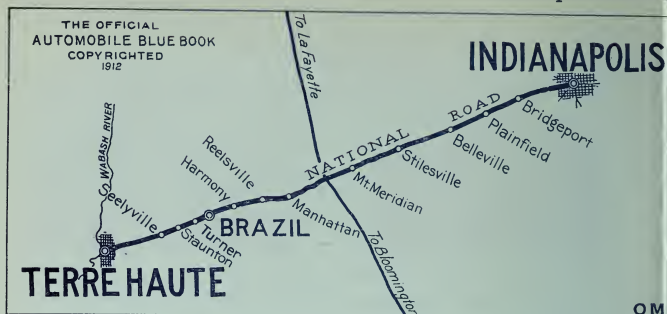 THE OFFICIAL
AUTOMOBILE BLUE BOOK
COPYRIGHTED
1912
To La Fayette
INDIANAPOLIS
Bridgeport
NATIONAL ROAD
Plainfield
Belleville
Stilesville
Mt. Meridian
WABASH RIVER
Reelsville
Harmony
Manhattan
Seelyville
BRAZIL
Turner
Staunton
To Bloomington
TERRE HAUTE
OM